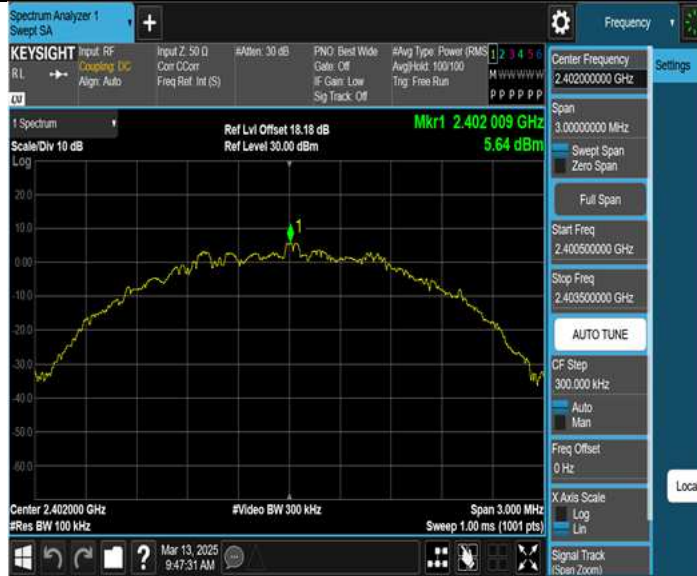 Spectrum Analyzer 1
Swept SA
+
Frequency
KEYSIGHT
Input: RF
Coupling: DC
Align: Auto
Input Z: 50 Ω
Corr CCorr
Freq Ref: Int (S)
#Atten: 30 dB
PNO: Best Wide
Gate: Off
IF Gain: Low
Sig Track: Off
#Avg Type: Power (RMS
Avg|Hold: 100/100
Trig: Free Run
1 2 3 4 5 6
M W W W W W
P P P P P P
RL
LXI
1 Spectrum
Scale/Div 10 dB
Ref Lvl Offset 18.18 dB
Ref Level 30.00 dBm
Mkr1 2.402 009 GHz
5.64 dBm
Log
20.0
10.0
0.00
-10.0
-20.0
-30.0
-40.0
-50.0
-60.0
1
Center 2.402000 GHz
#Res BW 100 kHz
#Video BW 300 kHz
Span 3.000 MHz
Sweep 1.00 ms (1001 pts)
Center Frequency
2.402000000 GHz
Settings
Span
3.00000000 MHz
Swept Span
Zero Span
Full Span
Start Freq
2.400500000 GHz
Stop Freq
2.403500000 GHz
AUTO TUNE
CF Step
300.000 kHz
Auto
Man
Freq Offset
0 Hz
X Axis Scale
Log
Lin
Signal Track
(Span Zoom)
Loca
?
Mar 13, 2025
9:47:31 AM